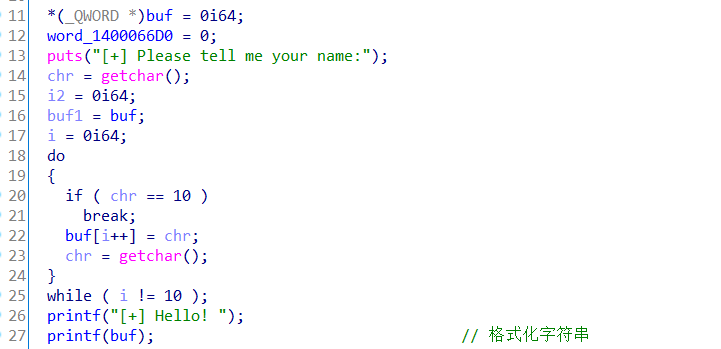 11 *(_QWORD *)buf = 0i64;
12 word_1400066D0 = 0;
13 puts("[+] Please tell me your name:");
14 chr = getchar();
15 i2 = 0i64;
16 buf1 = buf;
17 i = 0i64;
18 do
19 {
20 if ( chr == 10 )
21 break;
22 buf[i++] = chr;
23 chr = getchar();
24 }
25 while ( i != 10 );
26 printf("[+] Hello! ");
27 printf(buf); // 格式化字符串